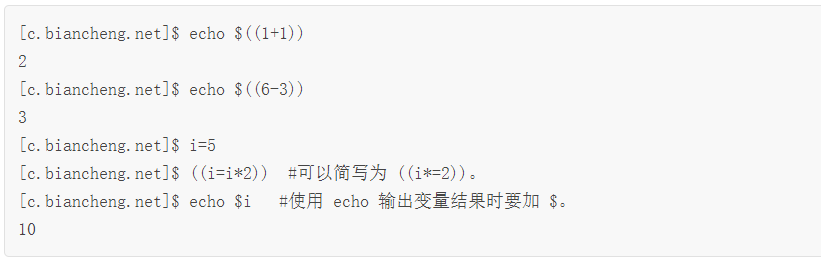 [c.biancheng.net]$ echo $((1+1))
2
[c.biancheng.net]$ echo $((6-3))
3
[c.biancheng.net]$ i=5
[c.biancheng.net]$ ((i=i*2))  #可以简写为 ((i*=2))。
[c.biancheng.net]$ echo $i   #使用 echo 输出变量结果时要加 $。
10